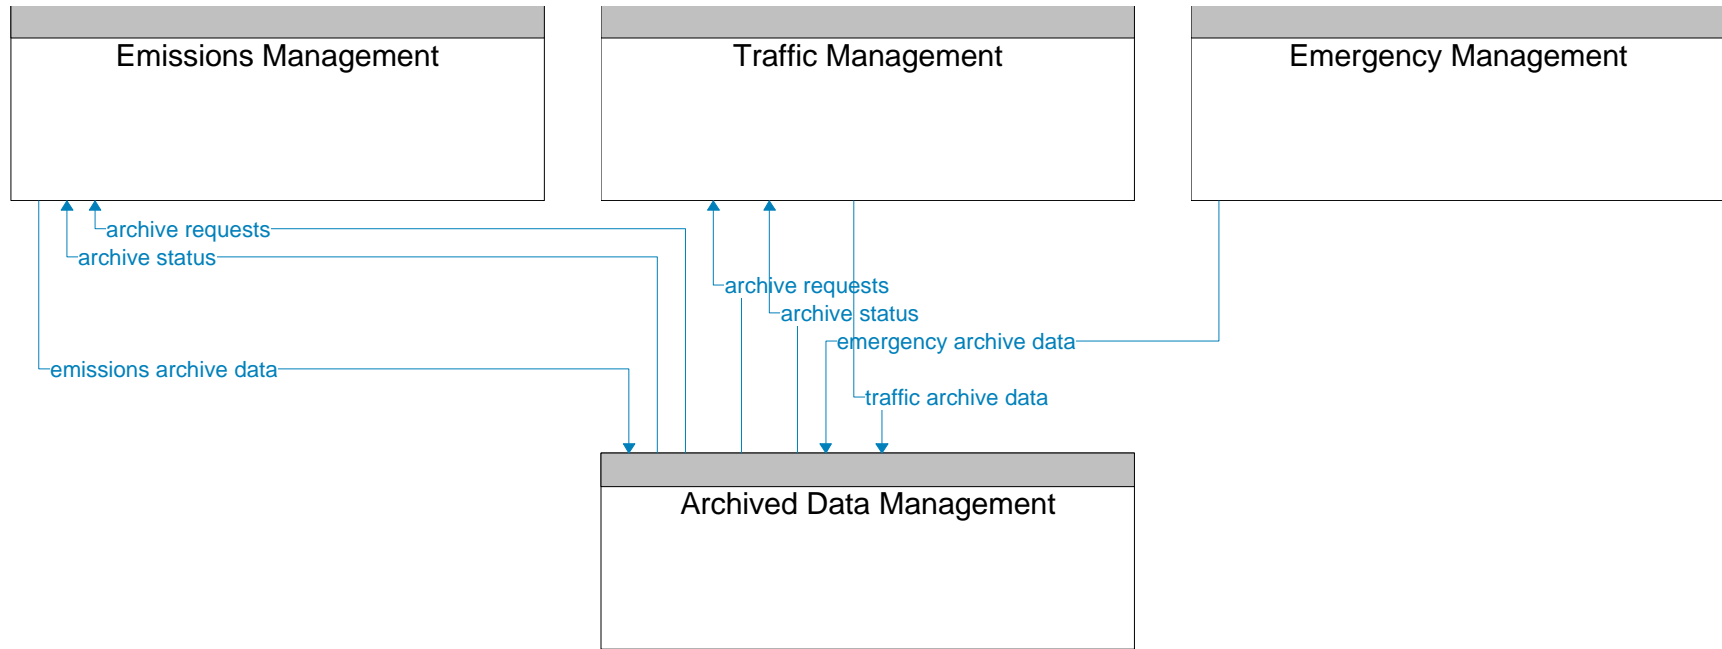 Emissions Management
Traffic Management
Emergency Management
archive requests
archive status
archive requests
archive status
emergency archive data
emissions archive data
traffic archive data
Archived Data Management